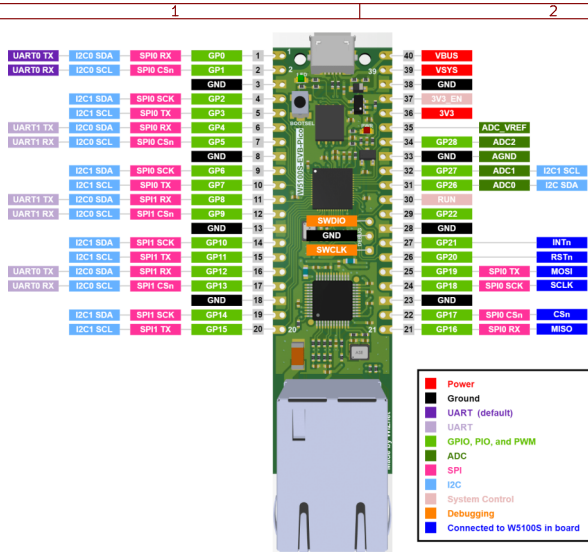 1 2
UART0 TX I2C0 SDA SPI0 RX GP0 1 1 40 VBUS
UART0 RX I2C0 SCL SPI0 CSn GP1 2 2 39 39 VSYS
GND 3 38 GND
I2C1 SDA SPI0 SCK GP2 4 37 3V3_EN
I2C1 SCL SPI0 TX GP3 5 BOOTSEL 36 3V3
UART1 TX I2C0 SDA SPI0 RX GP4 6 35 ADC_VREF
UART1 RX I2C0 SCL SPI0 CSn GP5 7 34 GP28 ADC2
GND 8 33 GND AGND
I2C1 SDA SPI0 SCK GP6 9 32 GP27 ADC1 I2C1 SCL
I2C1 SCL SPI0 TX GP7 10 31 GP26 ADC0 I2C SDA
UART1 TX I2C0 SDA SPI1 RX GP8 11 30 RUN
UART1 RX I2C0 SCL SPI1 CSn GP9 12 SWDIO 29 GP22
GND 13 GND 28 GND
I2C1 SDA SPI1 SCK GP10 14 SWCLK 27 GP21 INTn
I2C1 SCL SPI1 TX GP11 15 26 GP20 RSTn
UART0 TX I2C0 SDA SPI1 RX GP12 16 25 GP19 SPI0 TX MOSI
UART0 RX I2C0 SCL SPI1 CSn GP13 17 24 GP18 SPI0 SCK SCLK
GND 18 23 GND
I2C1 SDA SPI1 SCK GP14 19 22 GP17 SPI0 CSn CSn
I2C1 SCL SPI1 TX GP15 20 20 21 21 GP16 SPI0 RX MISO
W5100S-EVB-Pico
Power
Ground
UART (default)
UART
GPIO, PIO, and PWM
ADC
SPI
I2C
System Control
Debugging
Connected to W5100S in board